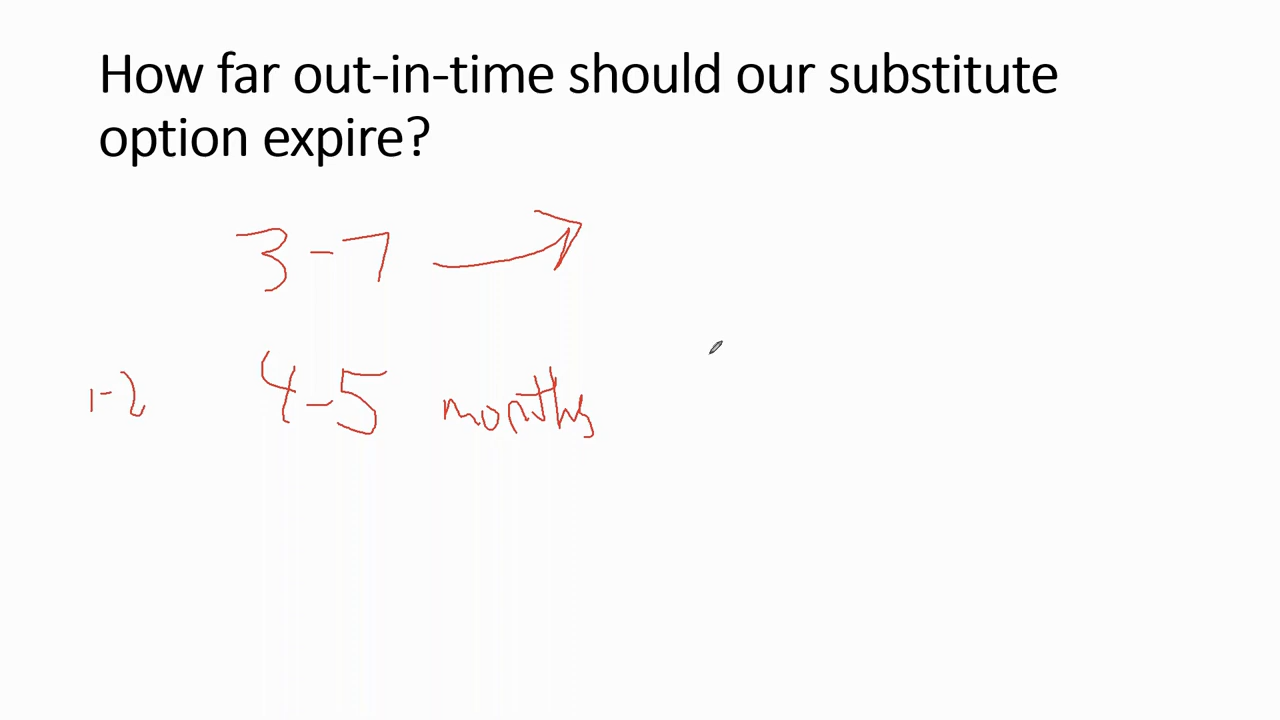 How far out-in-time should our substitute
option expire?
3-7
1-2 4-5 months